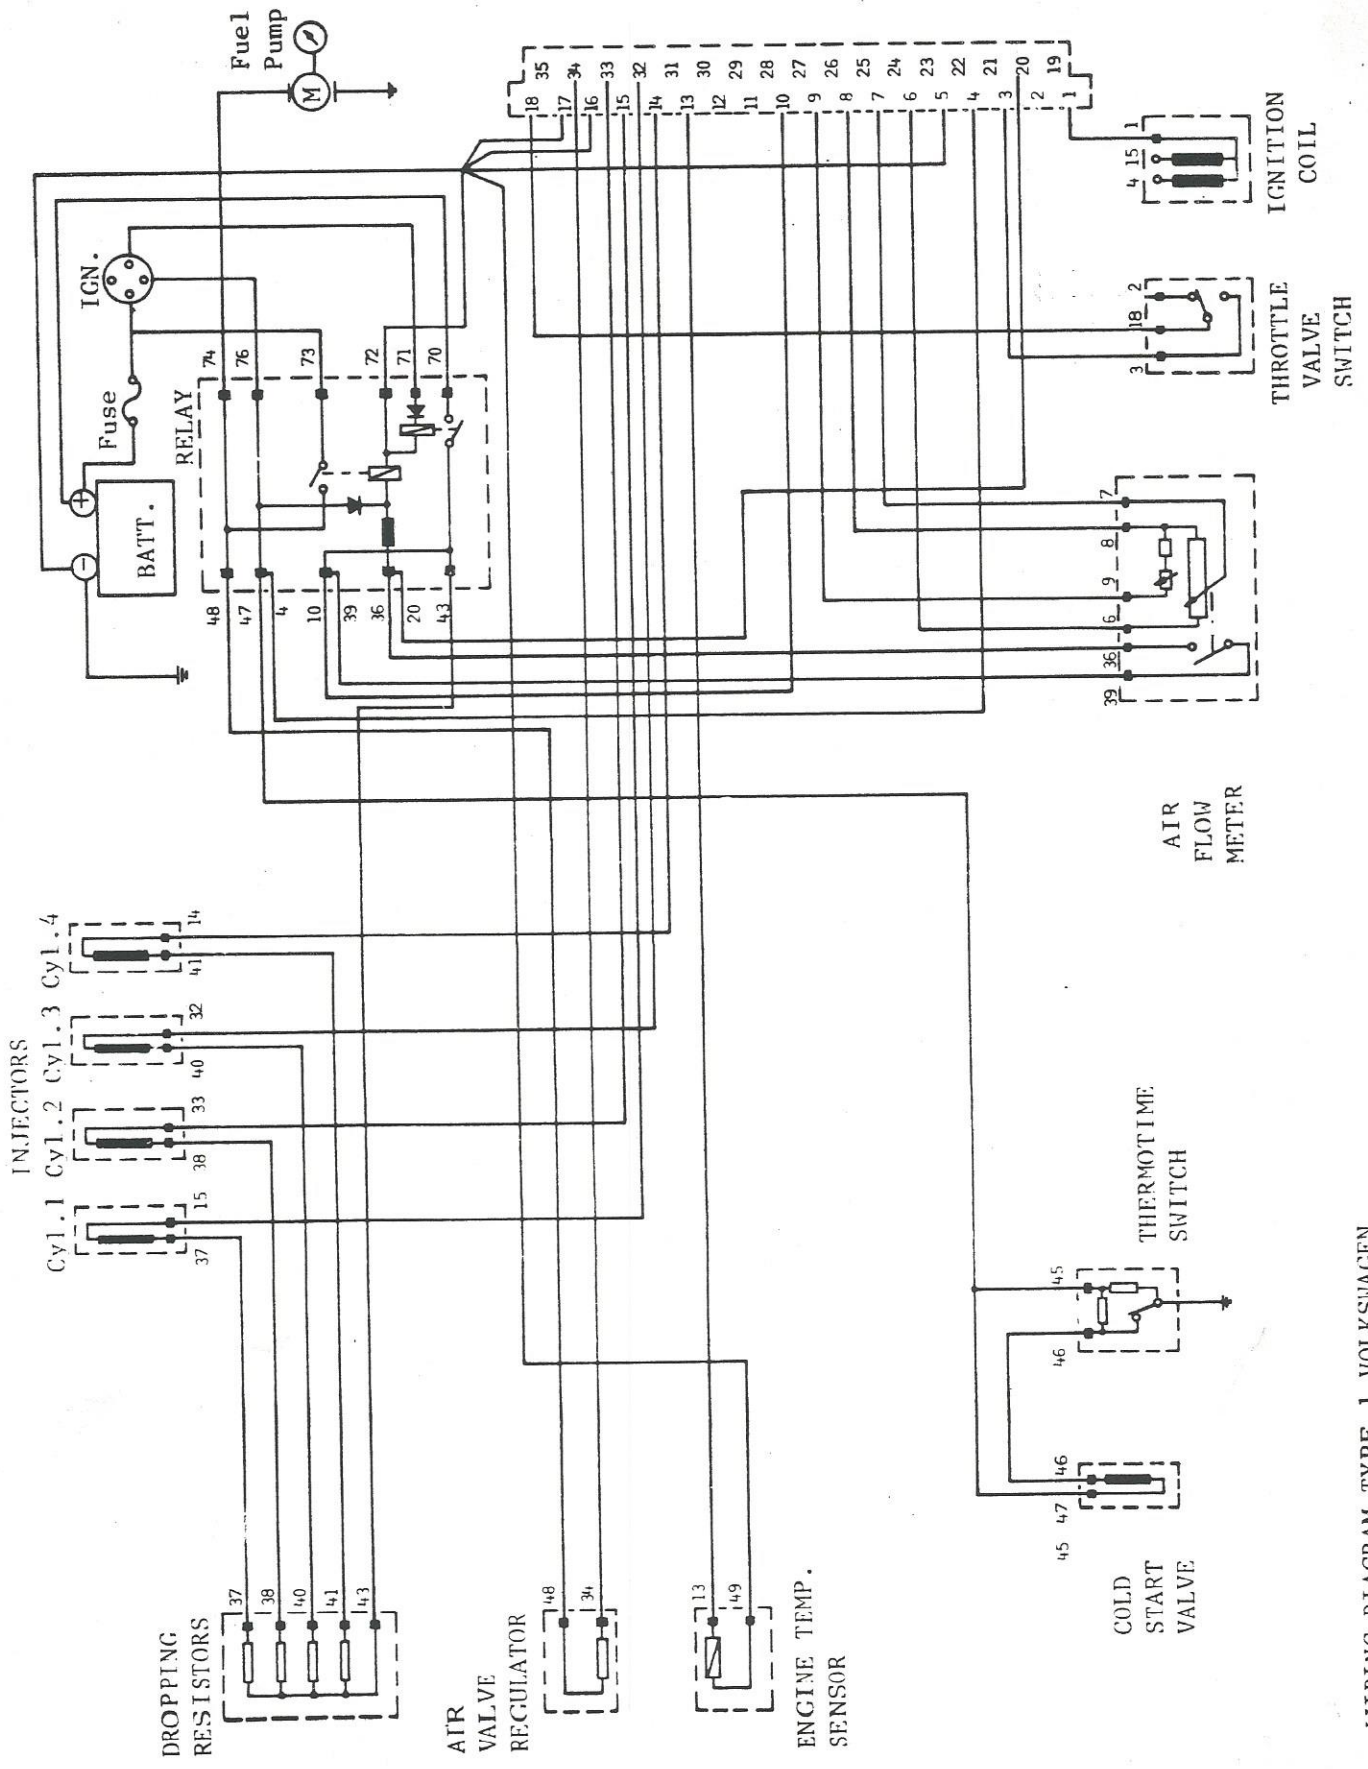 Fuel
Pump
M
IGN.
Fuse
BATT.
+
-
RELAY
74
76
73
72
71
70
48
47
4
10
39
36
20
43
35
34
33
32
31
30
29
28
27
26
25
24
23
22
21
20
19
18
17
16
15
14
13
12
11
10
9
8
7
6
5
4
3
2
1
4 15 1
IGNITION
COIL
3 18 2
THROTTLE
VALVE
SWITCH
39 36 6 9 8 7
AIR
FLOW
METER
INJECTORS
Cyl.1
Cyl.2
Cyl.3
Cyl.4
37 15
38 33
40 32
41 14
DROPPING
RESISTORS
37
38
40
41
43
AIR
VALVE
REGULATOR
48
34
ENGINE TEMP.
SENSOR
13
49
THERMOTIME
SWITCH
46 45
COLD
START
VALVE
45 47 46
WIRING DIAGRAM TYPE 1 VOLKSWAGEN